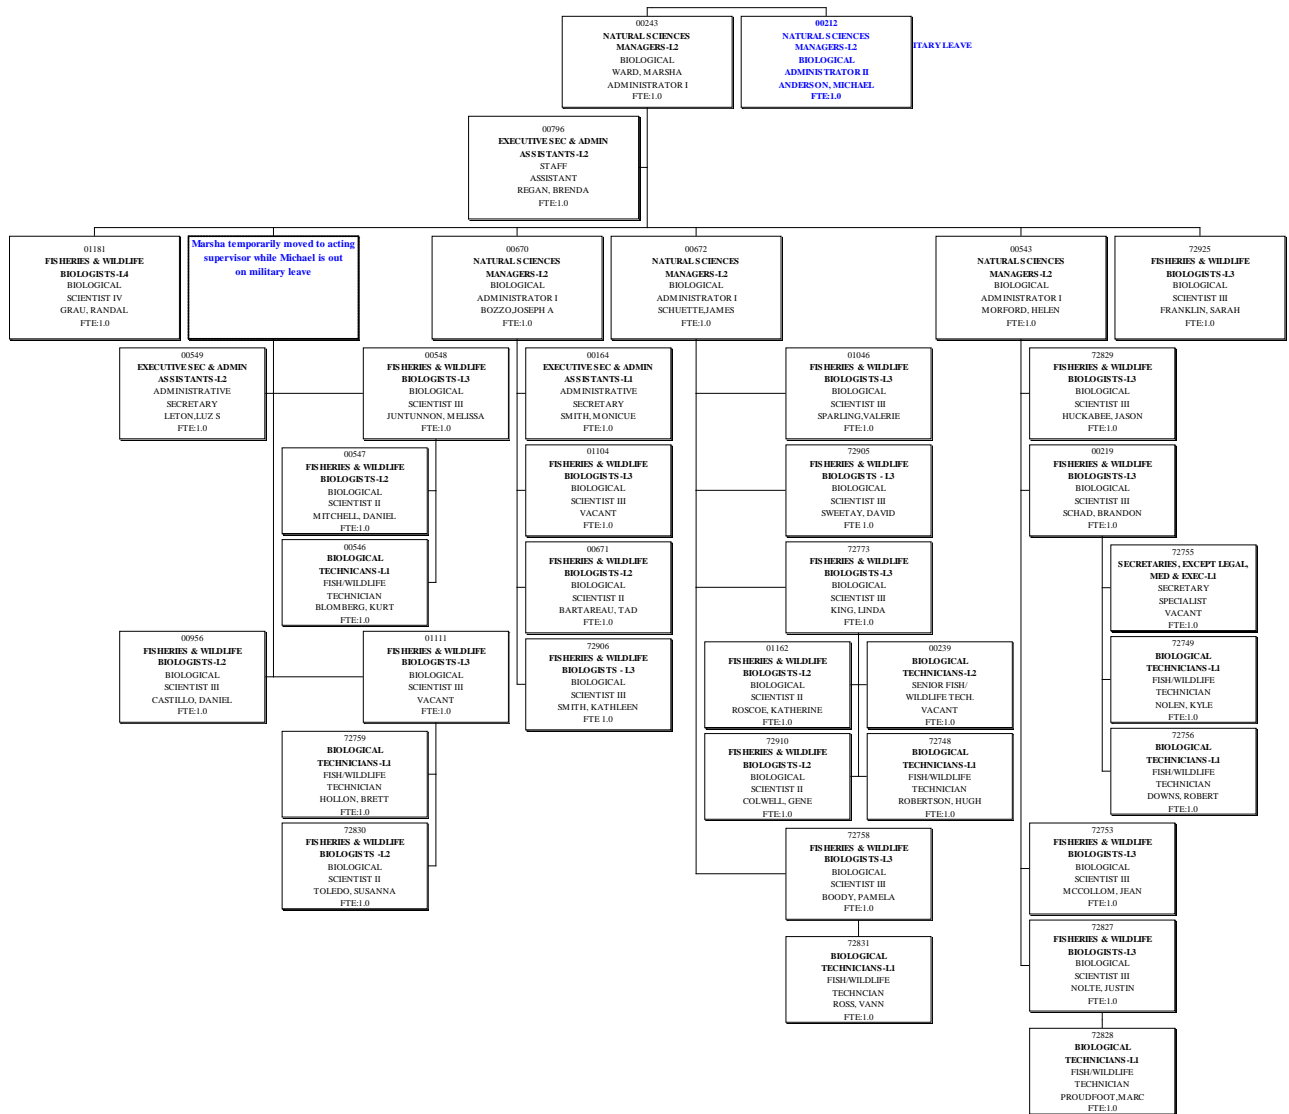 00243
NATURAL SCIENCES
MANAGERS-L2
BIOLOGICAL
WARD, MARSHA
ADMINISTRATOR I
FTE:1.0
00212
NATURAL SCIENCES
MANAGERS-L2
BIOLOGICAL
ADMINISTRATOR II
ANDERSON, MICHAEL
FTE:1.0
ITARY LEAVE
00796
EXECUTIVE SEC & ADMIN
ASSISTANTS-L2
STAFF
ASSISTANT
REGAN, BRENDA
FTE:1.0
01181
FISHERIES & WILDLIFE
BIOLOGISTS-L4
BIOLOGICAL
SCIENTIST IV
GRAU, RANDAL
FTE:1.0
Marsha temporarily moved to acting
supervisor while Michael is out
on military leave
00670
NATURAL SCIENCES
MANAGERS-L2
BIOLOGICAL
ADMINISTRATOR I
BOZZO,JOSEPH A
FTE:1.0
00672
NATURAL SCIENCES
MANAGERS-L2
BIOLOGICAL
ADMINISTRATOR I
SCHUETTE,JAMES
FTE:1.0
00543
NATURAL SCIENCES
MANAGERS-L2
BIOLOGICAL
ADMINISTRATOR I
MORFORD, HELEN
FTE:1.0
72925
FISHERIES & WILDLIFE
BIOLOGISTS-L3
BIOLOGICAL
SCIENTIST III
FRANKLIN, SARAH
FTE:1.0
00549
EXECUTIVE SEC & ADMIN
ASSISTANTS-L2
ADMINISTRATIVE
SECRETARY
LETON,LUZ S
FTE:1.0
00548
FISHERIES & WILDLIFE
BIOLOGISTS-L3
BIOLOGICAL
SCIENTIST III
JUNTUNNON, MELISSA
FTE:1.0
00547
FISHERIES & WILDLIFE
BIOLOGISTS-L2
BIOLOGICAL
SCIENTIST II
MITCHELL, DANIEL
FTE:1.0
00546
BIOLOGICAL
TECHNICANS-L1
FISH/WILDLIFE
TECHNICIAN
BLOMBERG, KURT
FTE:1.0
00956
FISHERIES & WILDLIFE
BIOLOGISTS-L2
BIOLOGICAL
SCIENTIST III
CASTILLO, DANIEL
FTE:1.0
01111
FISHERIES & WILDLIFE
BIOLOGISTS-L3
BIOLOGICAL
SCIENTIST III
VACANT
FTE:1.0
72759
BIOLOGICAL
TECHNICIANS-L1
FISH/WILDLIFE
TECHNICIAN
HOLLON, BRETT
FTE:1.0
72830
FISHERIES & WILDLIFE
BIOLOGISTS -L2
BIOLOGICAL
SCIENTIST II
TOLEDO, SUSANNA
FTE:1.0
00164
EXECUTIVE SEC & ADMIN
ASSISTANTS-L1
ADMINISTRATIVE
SECRETARY
SMITH, MONICUE
FTE:1.0
01104
FISHERIES & WILDLIFE
BIOLOGISTS-L3
BIOLOGICAL
SCIENTIST III
VACANT
FTE:1.0
00671
FISHERIES & WILDLIFE
BIOLOGISTS-L2
BIOLOGICAL
SCIENTIST II
BARTAREAU, TAD
FTE:1.0
72906
FISHERIES & WILDLIFE
BIOLOGISTS - L3
BIOLOGICAL
SCIENTIST III
SMITH, KATHLEEN
FTE 1.0
01046
FISHERIES & WILDLIFE
BIOLOGISTS-L3
BIOLOGICAL
SCIENTIST III
SPARLING,VALERIE
FTE:1.0
72905
FISHERIES & WILDLIFE
BIOLOGISTS - L3
BIOLOGICAL
SCIENTIST III
SWEETAY, DAVID
FTE:1.0
72773
FISHERIES & WILDLIFE
BIOLOGISTS-L3
BIOLOGICAL
SCIENTIST III
KING, LINDA
FTE:1.0
01162
FISHERIES & WILDLIFE
BIOLOGISTS-L2
BIOLOGICAL
SCIENTIST II
ROSCOE, KATHERINE
FTE:1.0
00239
BIOLOGICAL
TECHNICIANS-L2
SENIOR FISH/
WILDLIFE TECH.
VACANT
FTE:1.0
72910
FISHERIES & WILDLIFE
BIOLOGISTS-L2
BIOLOGICAL
SCIENTIST II
COLWELL, GENE
FTE:1.0
72748
BIOLOGICAL
TECHNICIANS-L1
FISH/WILDLIFE
TECHNICIAN
ROBERTSON, HUGH
FTE:1.0
72758
FISHERIES & WILDLIFE
BIOLOGISTS-L3
BIOLOGICAL
SCIENTIST III
BOODY, PAMELA
FTE:1.0
72831
BIOLOGICAL
TECHNICIANS-L1
FISH/WILDLIFE
TECHNCIAN
ROSS, VANN
FTE:1.0
72829
FISHERIES & WILDLIFE
BIOLOGISTS-L3
BIOLOGICAL
SCIENTIST III
HUCKABEE, JASON
FTE:1.0
00219
FISHERIES & WILDLIFE
BIOLOGISTS-L3
BIOLOGICAL
SCIENTIST III
SCHAD, BRANDON
FTE:1.0
72755
SECRETARIES, EXCEPT LEGAL,
MED & EXEC-L1
SECRETARY
SPECIALIST
VACANT
FTE:1.0
72749
BIOLOGICAL
TECHNICIANS-L1
FISH/WILDLIFE
TECHNICIAN
NOLEN, KYLE
FTE:1.0
72756
BIOLOGICAL
TECHNICIANS-L1
FISH/WILDLIFE
TECHNICIAN
DOWNS, ROBERT
FTE:1.0
72753
FISHERIES & WILDLIFE
BIOLOGISTS-L3
BIOLOGICAL
SCIENTIST III
MCCOLLOM, JEAN
FTE:1.0
72827
FISHERIES & WILDLIFE
BIOLOGISTS-L3
BIOLOGICAL
SCIENTIST III
NOLTE, JUSTIN
FTE:1.0
72828
BIOLOGICAL
TECHNICIANS-L1
FISH/WILDLIFE
TECHNICIAN
PROUDFOOT,MARC
FTE:1.0